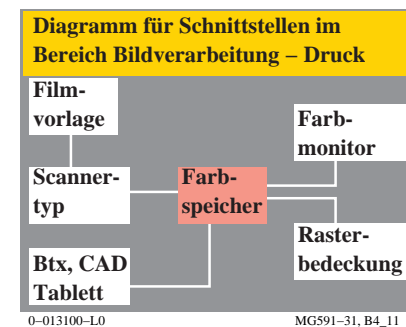 Diagramm für Schnittstellen im
Bereich Bildverarbeitung – Druck
Film-
vorlage
Farb-
monitor
Scanner-
typ
Farb-
speicher
Raster-
bedeckung
Btx, CAD
Tablett
0–013100–L0
MG591–31, B4_11